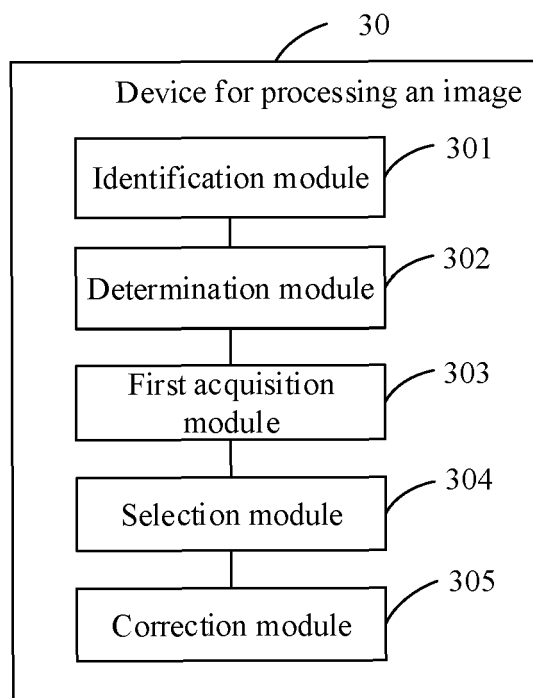 30
Device for processing an image
301
Identification module
302
Determination module
303
First acquisition
module
304
Selection module
305
Correction module